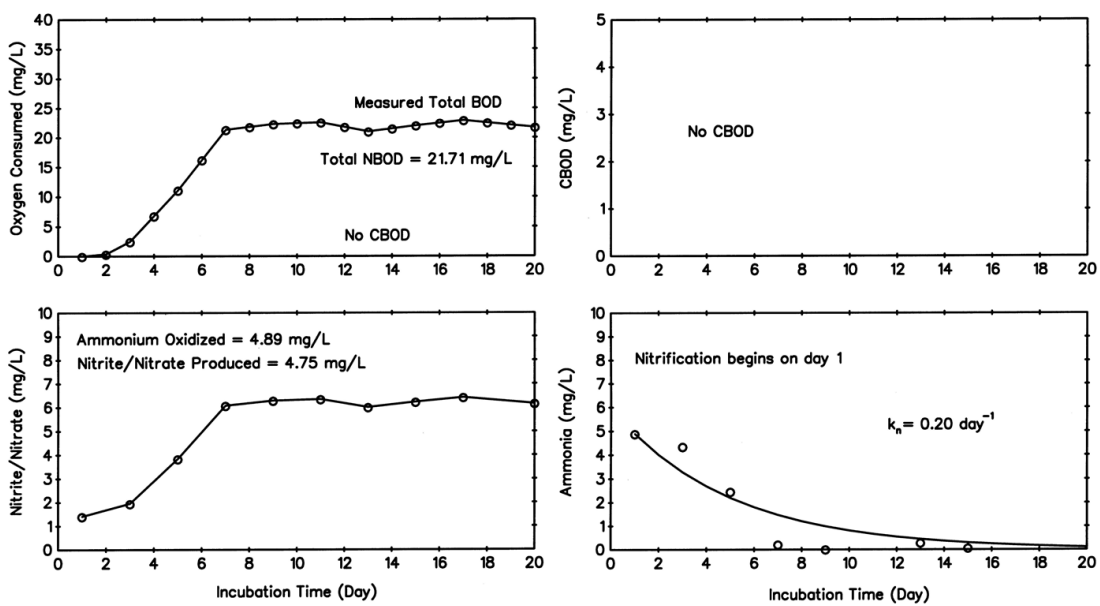 40
35
30
25
20
15
10
5
0
Oxygen Consumed (mg/L)
Measured Total BOD
Total NBOD = 21.71 mg/L
No CBOD
0 2 4 6 8 10 12 14 16 18 20
5
4
3
2
1
0
CBOD (mg/L)
No CBOD
0 2 4 6 8 10 12 14 16 18 20
10
9
8
7
6
5
4
3
2
1
0
Nitrite/Nitrate (mg/L)
Ammonium Oxidized = 4.89 mg/L
Nitrite/Nitrate Produced = 4.75 mg/L
0 2 4 6 8 10 12 14 16 18 20
Incubation Time (Day)
10
9
8
7
6
5
4
3
2
1
0
Ammonia (mg/L)
Nitrification begins on day 1
kₙ= 0.20 day⁻¹
0 2 4 6 8 10 12 14 16 18 20
Incubation Time (Day)